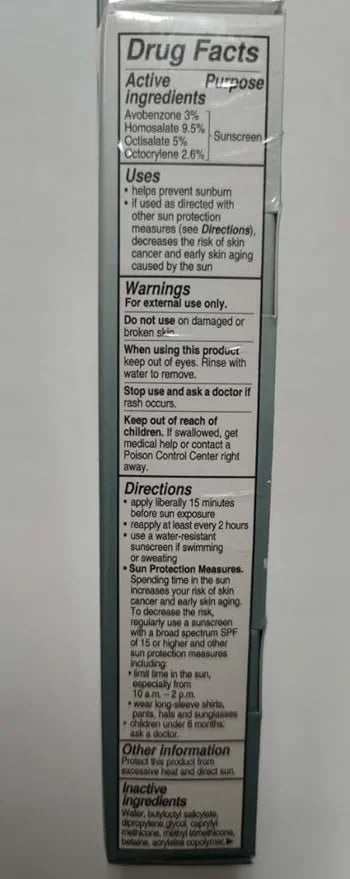 Drug Facts
Active Purpose
ingredients
Avobenzone 3%
Homosalate 9.5%
Octisalate 5% Sunscreen
Octocrylene 2.6%
Uses
• helps prevent sunburn
• if used as directed with
other sun protection
measures (see Directions),
decreases the risk of skin
cancer and early skin aging
caused by the sun
Warnings
For external use only.
Do not use on damaged or
broken skin
When using this product
keep out of eyes. Rinse with
water to remove.
Stop use and ask a doctor if
rash occurs.
Keep out of reach of
children. If swallowed, get
medical help or contact a
Poison Control Center right
away.
Directions
• apply liberally 15 minutes
before sun exposure
• reapply at least every 2 hours
• use a water-resistant
sunscreen if swimming
or sweating
• Sun Protection Measures.
Spending time in the sun
increases your risk of skin
cancer and early skin aging.
To decrease the risk,
regularly use a sunscreen
with a broad spectrum SPF
of 15 or higher and other
sun protection measures
including:
• limit time in the sun,
especially from
10 a.m. – 2 p.m.
• wear long-sleeve shirts,
pants, hats and sunglasses
• children under 6 months:
ask a doctor.
Other information
Protect this product from
excessive heat and direct sun.
Inactive
ingredients
Water, butyloctyl salicylate,
dipropylene glycol, caprylyl
methicone, methyl trimethicone,
betaine, acrylates copolymer,▶